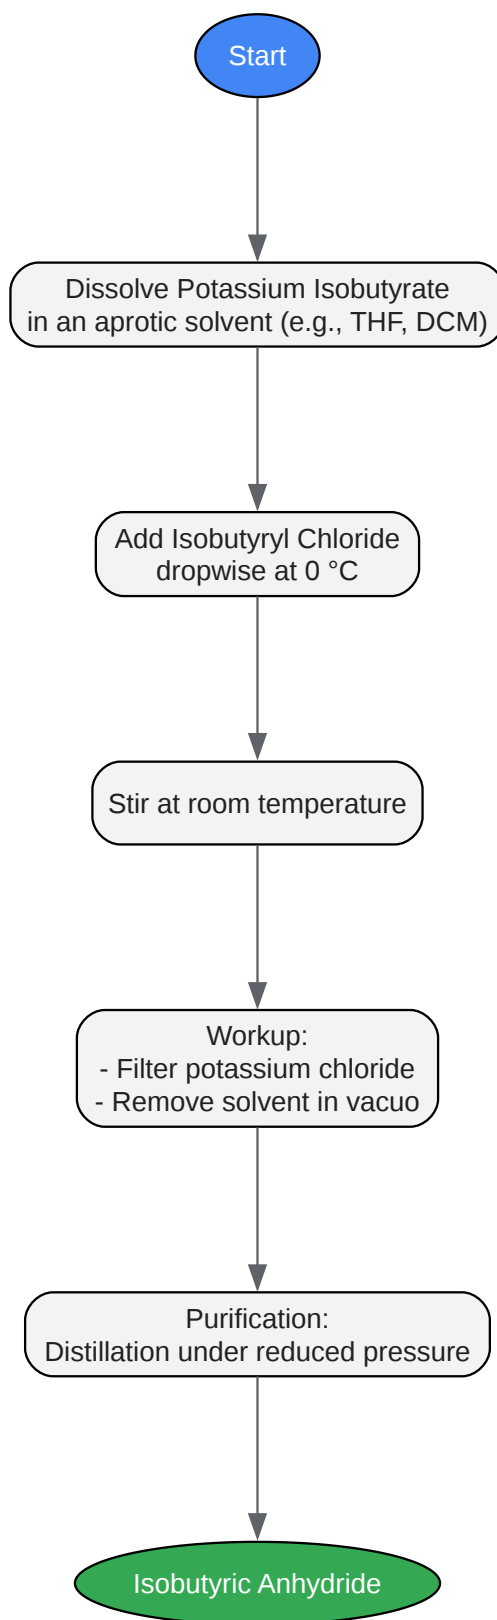 Start
Dissolve Potassium Isobutyrate
in an aprotic solvent (e.g., THF, DCM)
Add Isobutyryl Chloride
dropwise at 0 °C
Stir at room temperature
Workup:
- Filter potassium chloride
- Remove solvent in vacuo
Purification:
Distillation under reduced pressure
Isobutyric Anhydride